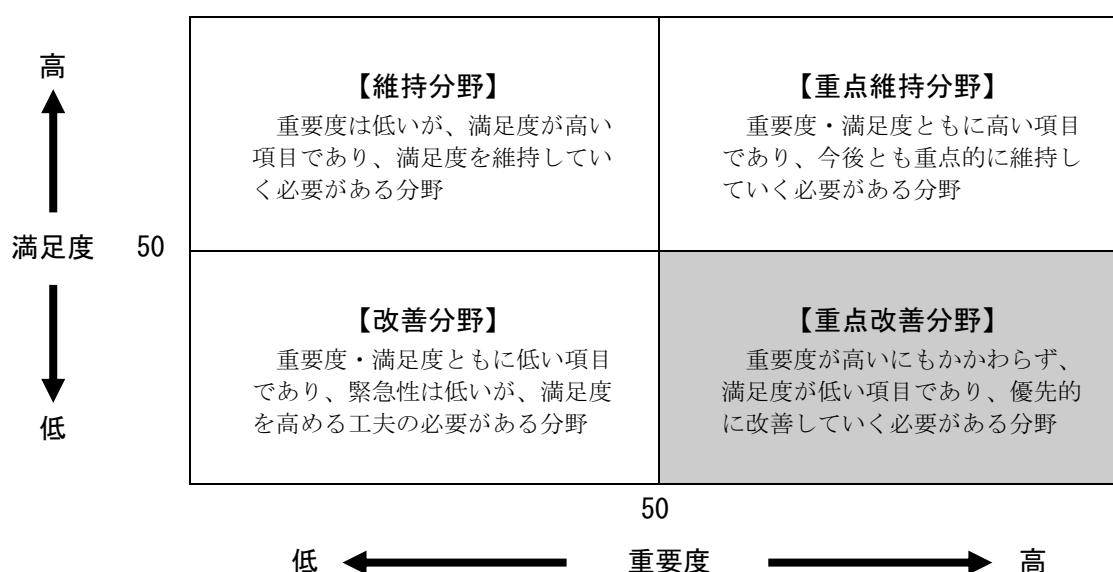 高
【維持分野】
重要度は低いが、満足度が高い
項目であり、満足度を維持してい
く必要がある分野
【重点維持分野】
重要度・満足度ともに高い項目
であり、今後とも重点的に維持し
ていく必要がある分野
満足度 50
【改善分野】
重要度・満足度ともに低い項目
であり、緊急性は低いが、満足度
を高める工夫の必要がある分野
【重点改善分野】
重要度が高いにもかかわらず、
満足度が低い項目であり、優先的
に改善していく必要がある分野
低
50
低 重要度 高